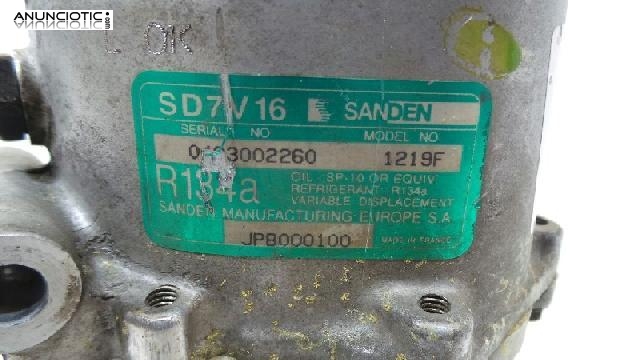 ANUNCIOTIC .com
L OK
SD7V16 SANDEN
SERIAL NO MODEL NO
1219F
R134a
OIL : SP-10 OR EQUIV
REFRIGERANT : R134a
VARIABLE DISPLACEMENT
SANDEN MANUFACTURING EUROPE S.A
JPB000100 MADE IN FRANCE